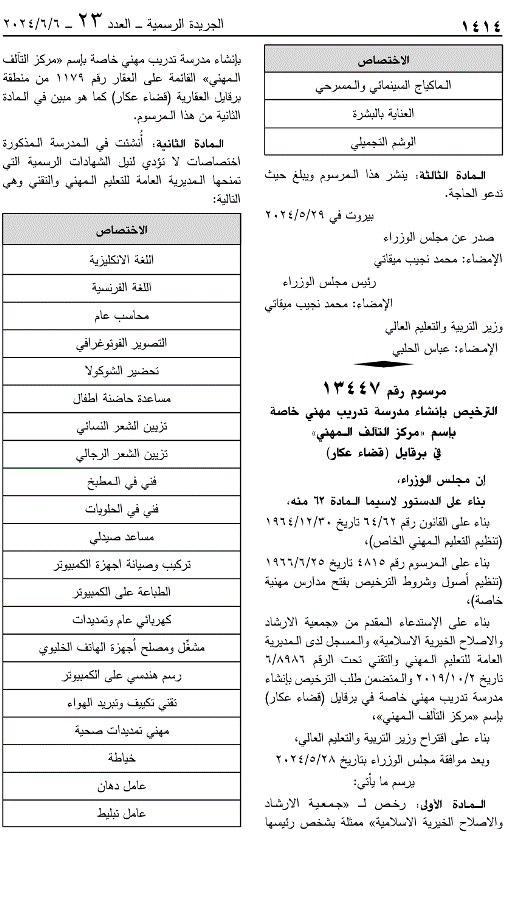 ١٤١٤
الجريدة الرسمية ــ العدد ٢٣ ــ ٢٠٢٤/٦/٦
الاختصاص
الماكياج السينمائي والمسرحي
العناية بالبشرة
الوشم التجميلي
المادة الثالثة: ينشر هذا المرسوم ويبلغ حيث
تدعو الحاجة.
بيروت في ٢٠٢٤/٥/٢٩
صدر عن مجلس الوزراء
الإمضاء: محمد نجيب ميقاتي
رئيس مجلس الوزراء
الإمضاء: محمد نجيب ميقاتي
وزير التربية والتعليم العالي
الإمضاء: عباس الحلبي
مرسوم رقم ١٣٤٤٧
الترخيص بإنشاء مدرسة تدريب مهني خاصة
بإسم «مركز التآلف المهني»
في برقايل (قضاء عكار)
إن مجلس الوزراء،
بناء على الدستور لاسيما المادة ٦٢ منه،
بناء على القانون رقم ٦٤/٦٢ تاريخ ١٩٦٤/١٢/٣٠
(تنظيم التعليم المهني الخاص)،
بناء على المرسوم رقم ٤٨١٥ تاريخ ١٩٦٦/٦/٢٥
(تنظيم أصول وشروط الترخيص بفتح مدارس مهنية
خاصة)،
بناء على الإستدعاء المقدم من «جمعية الارشاد
والاصلاح الخيرية الاسلامية» والمسجل لدى المديرية
العامة للتعليم المهني والتقني تحت الرقم ٦/٨٩٨٦
تاريخ ٢٠١٩/١٠/٢ والمتضمن طلب الترخيص بإنشاء
مدرسة تدريب مهني خاصة في برقايل (قضاء عكار)
بإسم «مركز التآلف المهني»،
بناء على اقتراح وزير التربية والتعليم العالي،
وبعد موافقة مجلس الوزراء بتاريخ ٢٠٢٤/٥/٢٨
يرسم ما يأتي:
المادة الأولى: رخص لـ «جمعية الارشاد
والاصلاح الخيرية الاسلامية» ممثلة بشخص رئيسها
بإنشاء مدرسة تدريب مهني خاصة بإسم «مركز التآلف
المهني» القائمة على العقار رقم ١١٧٩ من منطقة
برقايل العقارية (قضاء عكار) كما هو مبين في المادة
الثانية من هذا المرسوم.
المادة الثانية: أُنشئت في المدرسة المذكورة
اختصاصات لا تؤدي لنيل الشهادات الرسمية التي
تمنحها المديرية العامة للتعليم المهني والتقني وهي
التالية:
الاختصاص
اللغة الانكليزية
اللغة الفرنسية
محاسب عام
التصوير الفوتوغرافي
تحضير الشوكولا
مساعدة حاضنة اطفال
تزيين الشعر النسائي
تزيين الشعر الرجالي
فني في المطبخ
فني في الحلويات
مساعد صيدلي
تركيب وصيانة اجهزة الكمبيوتر
الطباعة على الكمبيوتر
كهربائي عام وتمديدات
مشغّل ومصلح أجهزة الهاتف الخليوي
رسم هندسي على الكمبيوتر
تقني تكييف وتبريد الهواء
مهني تمديدات صحية
خياطة
عامل دهان
عامل تبليط